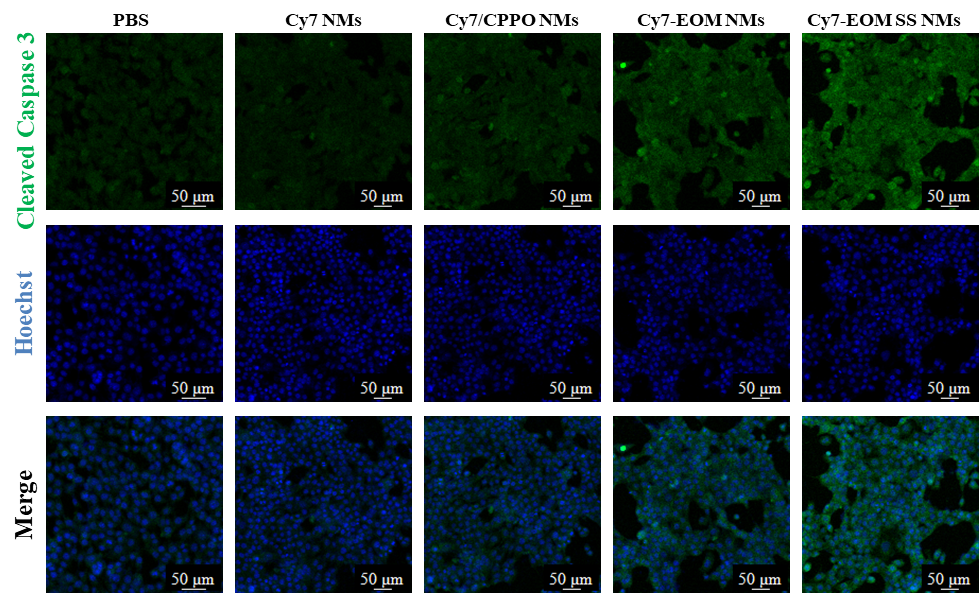 PBS Cy7 NMs Cy7/CPPO NMs Cy7-EOM NMs Cy7-EOM SS NMs
Cleaved Caspase 3
50 μm 50 μm 50 μm 50 μm 50 μm
Hoechst
50 μm 50 μm 50 μm 50 μm 50 μm
Merge
50 μm 50 μm 50 μm 50 μm 50 μm